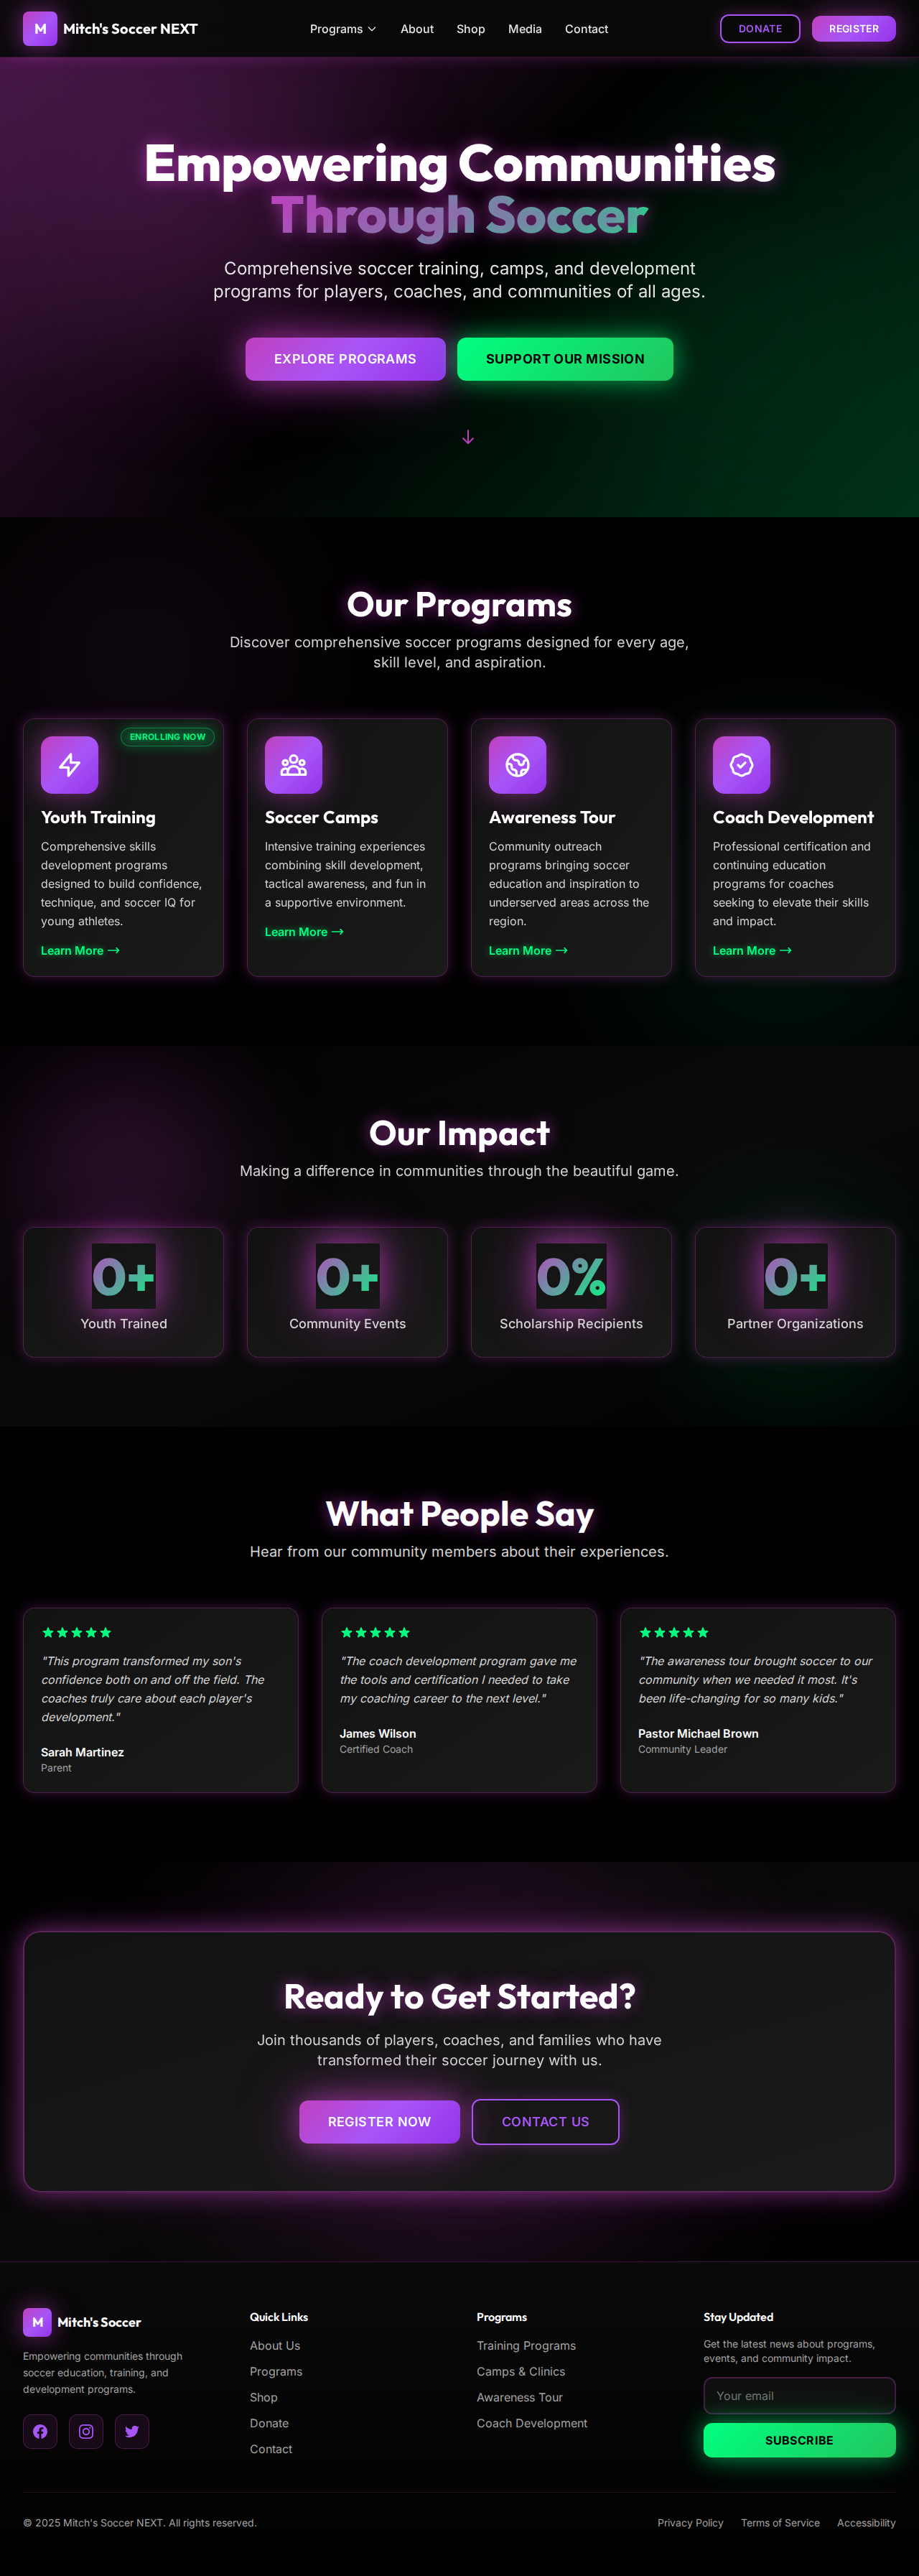 M Mitch's Soccer NEXT Programs About Shop Media Contact DONATE REGISTER
Empowering Communities
Through Soccer
Comprehensive soccer training, camps, and development
programs for players, coaches, and communities of all ages.
EXPLORE PROGRAMS SUPPORT OUR MISSION
Our Programs
Discover comprehensive soccer programs designed for every age,
skill level, and aspiration.
ENROLLING NOW
Youth Training
Comprehensive skills
development programs
designed to build confidence,
technique, and soccer IQ for
young athletes.
Learn More
Soccer Camps
Intensive training experiences
combining skill development,
tactical awareness, and fun in
a supportive environment.
Learn More
Awareness Tour
Community outreach
programs bringing soccer
education and inspiration to
underserved areas across the
region.
Learn More
Coach Development
Professional certification and
continuing education
programs for coaches
seeking to elevate their skills
and impact.
Learn More
Our Impact
Making a difference in communities through the beautiful game.
0+
Youth Trained
0+
Community Events
0%
Scholarship Recipients
0+
Partner Organizations
What People Say
Hear from our community members about their experiences.
"This program transformed my son's
confidence both on and off the field. The
coaches truly care about each player's
development."
Sarah Martinez
Parent
"The coach development program gave me
the tools and certification I needed to take
my coaching career to the next level."
James Wilson
Certified Coach
"The awareness tour brought soccer to our
community when we needed it most. It's
been life-changing for so many kids."
Pastor Michael Brown
Community Leader
Ready to Get Started?
Join thousands of players, coaches, and families who have
transformed their soccer journey with us.
REGISTER NOW CONTACT US
M Mitch's Soccer
Empowering communities through
soccer education, training, and
development programs.
Quick Links
About Us
Programs
Shop
Donate
Contact
Programs
Training Programs
Camps & Clinics
Awareness Tour
Coach Development
Stay Updated
Get the latest news about programs,
events, and community impact.
Your email
SUBSCRIBE
© 2025 Mitch's Soccer NEXT. All rights reserved.
Privacy Policy Terms of Service Accessibility